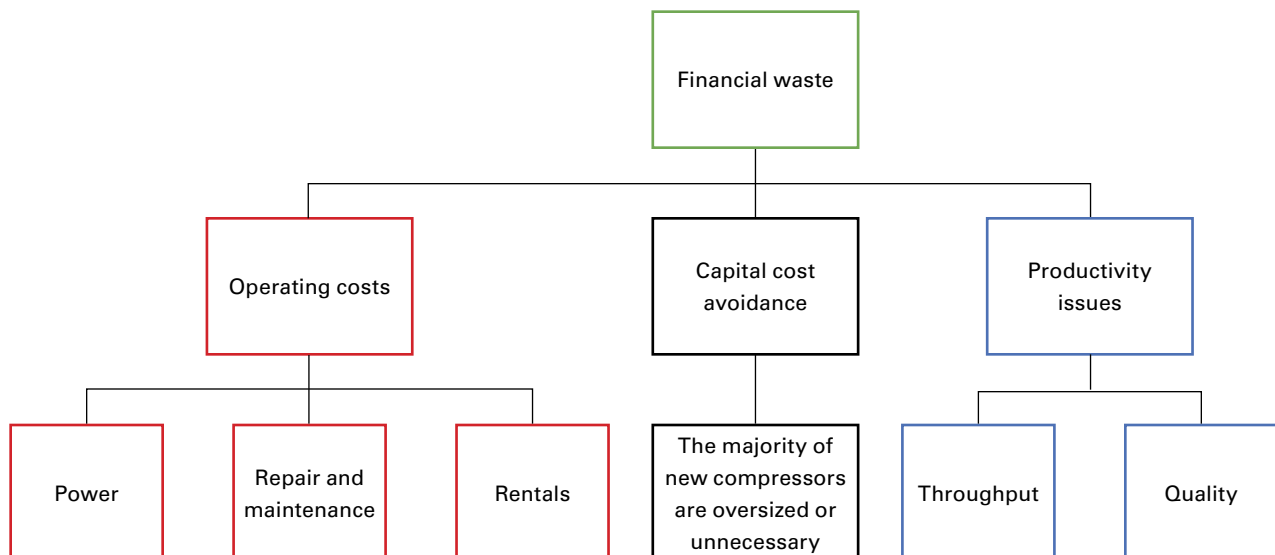 Financial waste
Operating costs
Capital cost
avoidance
Productivity
issues
Power
Repair and
maintenance
Rentals
The majority of
new compressors
are oversized or
unnecessary
Throughput
Quality